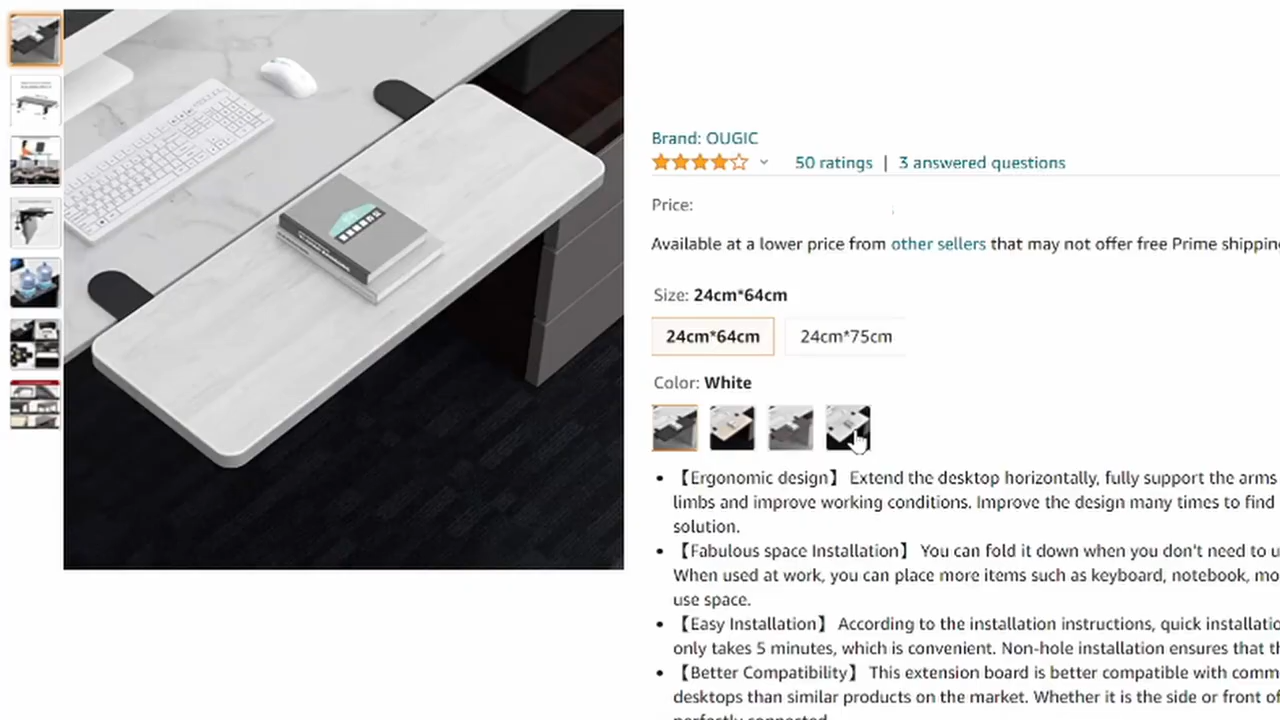 Brand: OUGIC
50 ratings | 3 answered questions
Price:
Available at a lower price from other sellers that may not offer free Prime shipping
Size: 24cm*64cm
24cm*64cm 24cm*75cm
Color: White
• 【Ergonomic design】 Extend the desktop horizontally, fully support the arms
limbs and improve working conditions. Improve the design many times to find
solution.
• 【Fabulous space Installation】 You can fold it down when you don't need to u
When used at work, you can place more items such as keyboard, notebook, mo
use space.
• 【Easy Installation】 According to the installation instructions, quick installatio
only takes 5 minutes, which is convenient. Non-hole installation ensures that th
• 【Better Compatibility】 This extension board is better compatible with comm
desktops than similar products on the market. Whether it is the side or front of
perfectly connected.